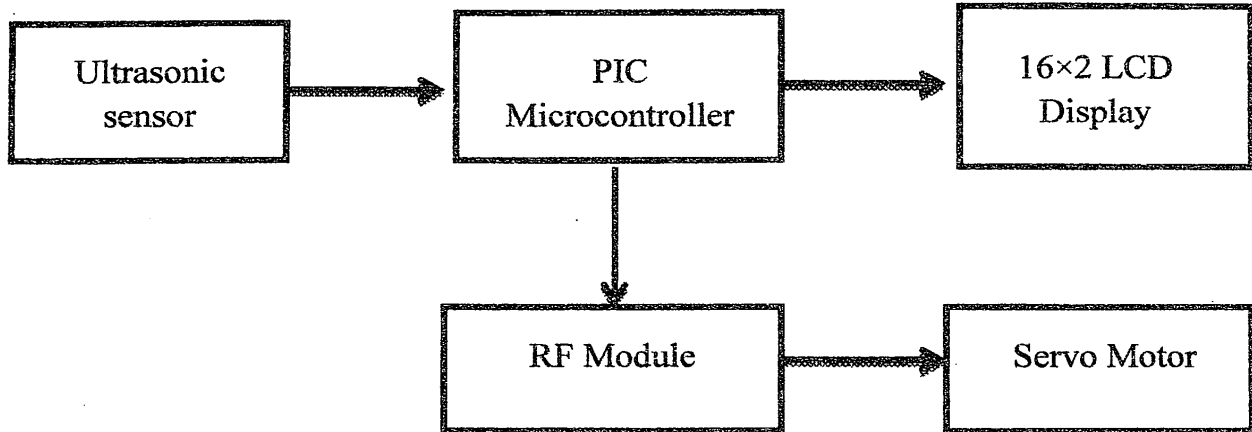 Ultrasonic
sensor
PIC
Microcontroller
16×2 LCD
Display
RF Module
Servo Motor